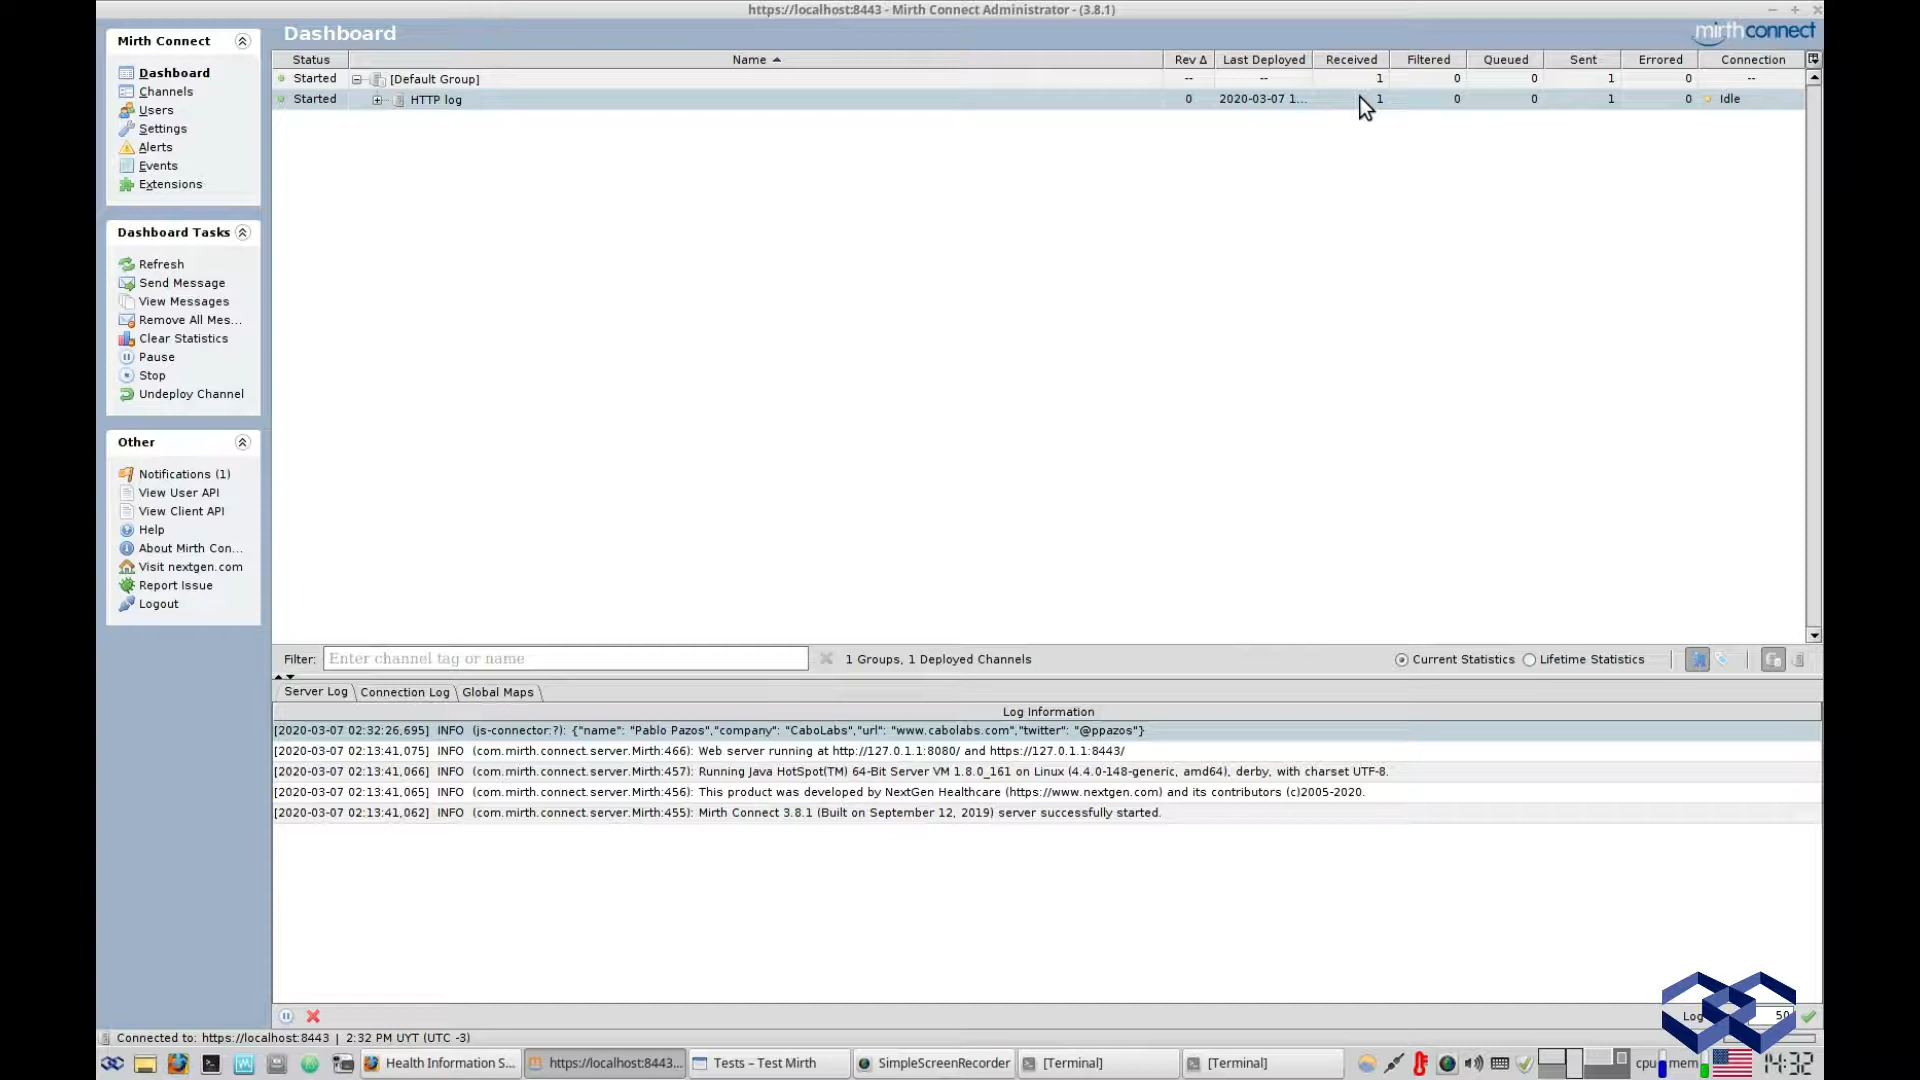 https://localhost:8443 - Mirth Connect Administrator - (3.8.1)
Mirth Connect
Dashboard
Channels
Users
Settings
Alerts
Events
Extensions
Dashboard Tasks
Refresh
Send Message
View Messages
Remove All Mes...
Clear Statistics
Pause
Stop
Undeploy Channel
Other
Notifications (1)
View User API
View Client API
Help
About Mirth Con...
Visit nextgen.com
Report Issue
Logout
Dashboard
mirthconnect
Status Name Rev Δ Last Deployed Received Filtered Queued Sent Errored Connection
Started [Default Group] -- -- 1 0 0 1 0 --
Started HTTP log 0 2020-03-07 1... 1 0 0 1 0 Idle
Filter: Enter channel tag or name 1 Groups, 1 Deployed Channels Current Statistics Lifetime Statistics
Server Log Connection Log Global Maps
Log Information
[2020-03-07 02:32:26,695] INFO (js-connector:?): {"name": "Pablo Pazos","company": "CaboLabs","url": "www.cabolabs.com","twitter": "@ppazos"}
[2020-03-07 02:13:41,075] INFO (com.mirth.connect.server.Mirth:466): Web server running at http://127.0.1.1:8080/ and https://127.0.1.1:8443/
[2020-03-07 02:13:41,066] INFO (com.mirth.connect.server.Mirth:457): Running Java HotSpot(TM) 64-Bit Server VM 1.8.0_161 on Linux (4.4.0-148-generic, amd64), derby, with charset UTF-8.
[2020-03-07 02:13:41,065] INFO (com.mirth.connect.server.Mirth:456): This product was developed by NextGen Healthcare (https://www.nextgen.com) and its contributors (c)2005-2020.
[2020-03-07 02:13:41,062] INFO (com.mirth.connect.server.Mirth:455): Mirth Connect 3.8.1 (Built on September 12, 2019) server successfully started.
Log 50
Connected to: https://localhost:8443 | 2:32 PM UYT (UTC -3)
Health Information S... https://localhost:8443... Tests – Test Mirth SimpleScreenRecorder [Terminal] [Terminal] cpu mem 14:32